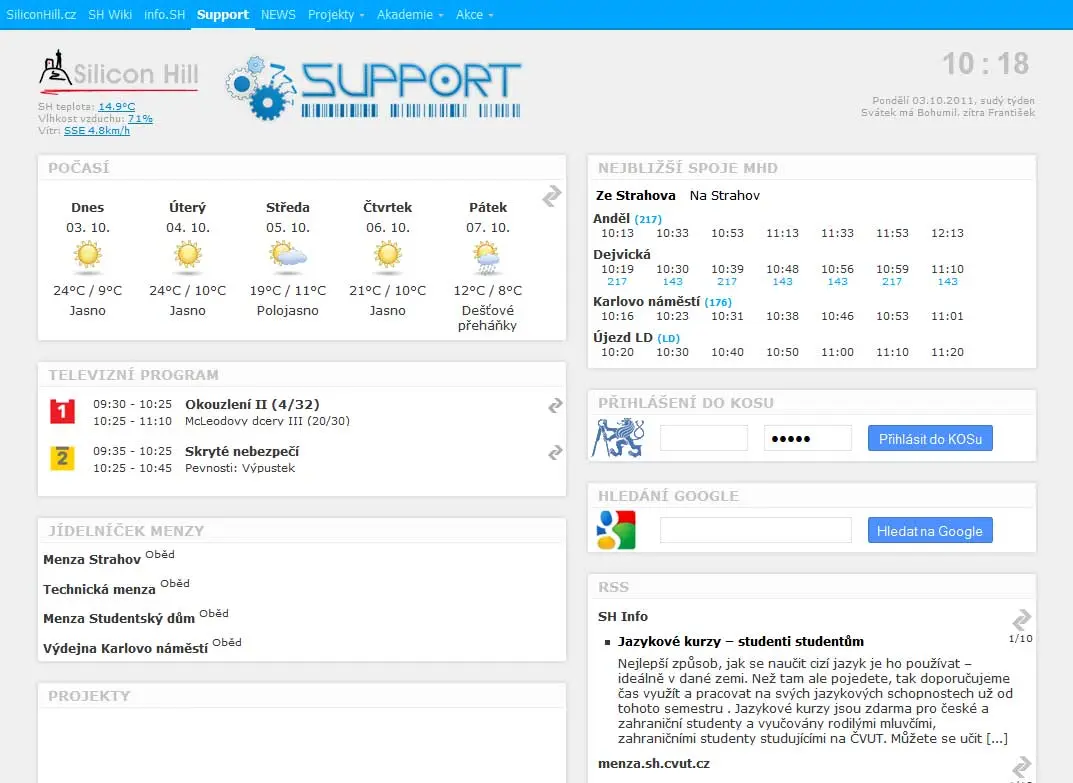 SiliconHill.cz SH Wiki info.SH Support NEWS Projekty Akademie Akce
Silicon Hill
SUPPORT
SH teplota: 14.9°C
Vlhkost vzduchu: 71%
Vítr: SSE 4.8km/h
10 : 18
Pondělí 03.10.2011, sudý týden
Svátek má Bohumil, zítra František
POČASÍ
Dnes Úterý Středa Čtvrtek Pátek
03. 10. 04. 10. 05. 10. 06. 10. 07. 10.
24°C / 9°C 24°C / 10°C 19°C / 11°C 21°C / 10°C 12°C / 8°C
Jasno Jasno Polojasno Jasno Dešťové
přeháňky
TELEVIZNÍ PROGRAM
1
09:30 - 10:25 Okouzlení II (4/32)
10:25 - 11:10 McLeodovy dcery III (20/30)
2
09:35 - 10:25 Skryté nebezpečí
10:25 - 10:45 Pevnosti: Výpustek
JÍDELNÍČEK MENZY
Menza Strahov Oběd
Technická menza Oběd
Menza Studentský dům Oběd
Výdejna Karlovo náměstí Oběd
PROJEKTY
NEJBLIŽŠÍ SPOJE MHD
Ze Strahova Na Strahov
Anděl (217)
10:13 10:33 10:53 11:13 11:33 11:53 12:13
Dejvická
10:19 10:30 10:39 10:48 10:56 10:59 11:10
217 143 217 143 143 217 143
Karlovo náměstí (176)
10:16 10:23 10:31 10:38 10:46 10:53 11:01
Újezd LD (LD)
10:20 10:30 10:40 10:50 11:00 11:10 11:20
PŘIHLÁŠENÍ DO KOSU
•••••
Přihlásit do KOSu
HLEDÁNÍ GOOGLE
Hledat na Google
RSS
SH Info
1/10
Jazykové kurzy – studenti studentům
Nejlepší způsob, jak se naučit cizí jazyk je ho používat –
ideálně v dané zemi. Než tam ale pojedete, tak doporučujeme
čas využít a pracovat na svých jazykových schopnostech už od
tohoto semestru . Jazykové kurzy jsou zdarma pro české a
zahraniční studenty a vyučovány rodilými mluvčími,
zahraničními studenty studujícími na ČVUT. Můžete se učit [...]
menza.sh.cvut.cz